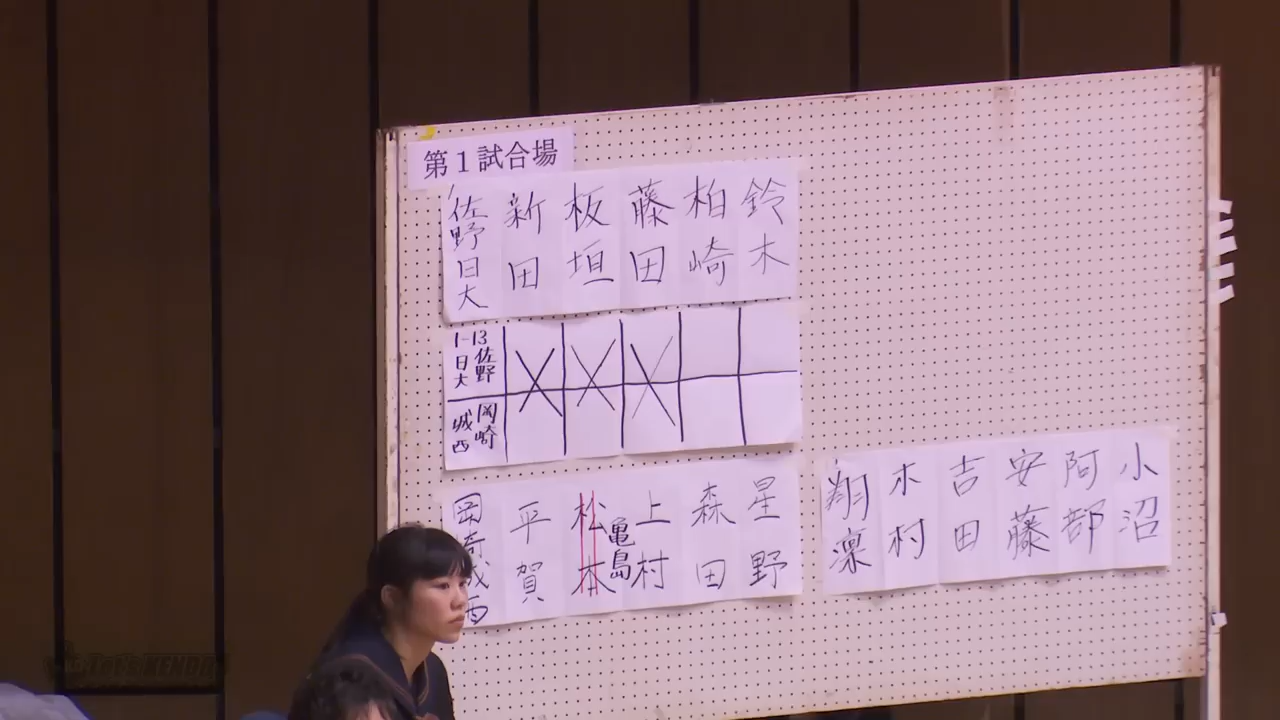 第1試合場
佐野日大
新田
板垣
藤田
柏崎
鈴木
1-13
佐野日大
岡崎城西
岡崎城西
平賀
松本
亀島
上村
森田
星野
翔凜
木村
吉田
安藤
阿部
小沼